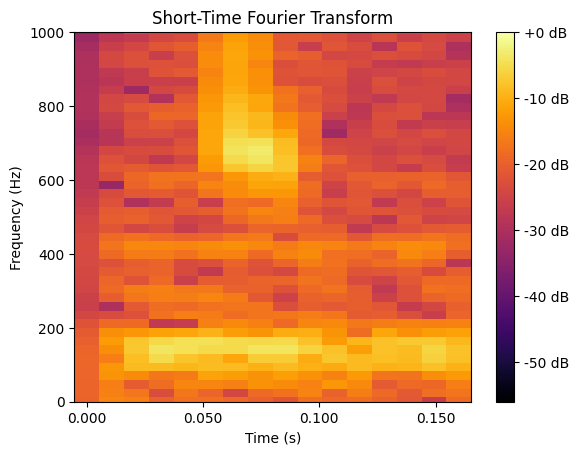 Short-Time Fourier Transform
1000
800
600
400
200
0
Frequency (Hz)
0.000
0.050
0.100
0.150
Time (s)
+0 dB
-10 dB
-20 dB
-30 dB
-40 dB
-50 dB